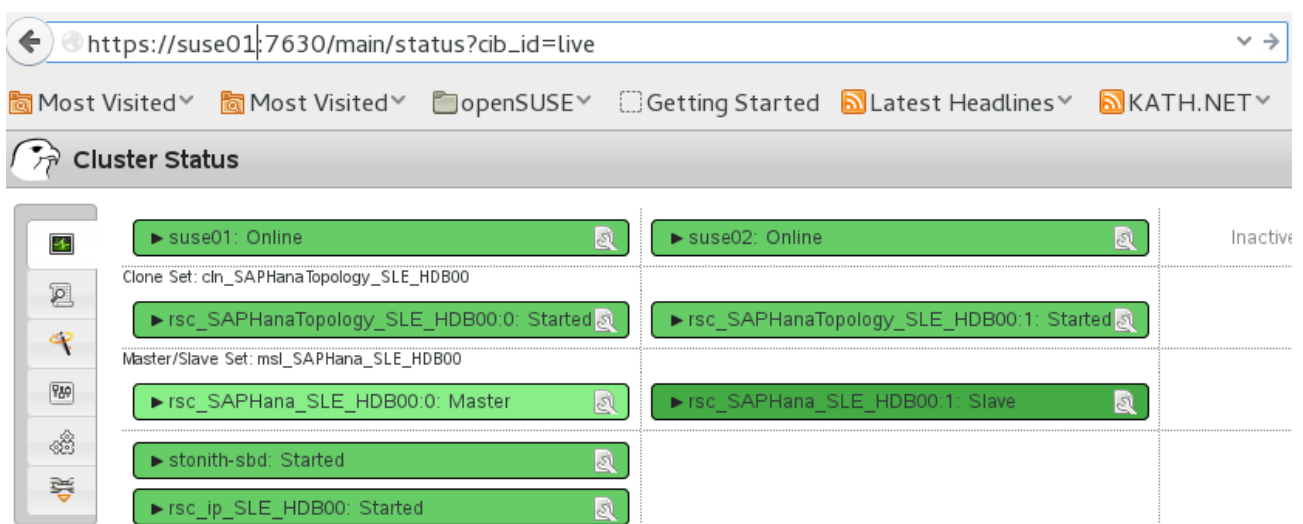 https://suse01:7630/main/status?cib_id=live
Most Visited Most Visited openSUSE Getting Started Latest Headlines KATH.NET
Cluster Status
suse01: Online suse02: Online Inactive
Clone Set: cln_SAPHanaTopology_SLE_HDB00
rsc_SAPHanaTopology_SLE_HDB00:0: Started rsc_SAPHanaTopology_SLE_HDB00:1: Started
Master/Slave Set: msl_SAPHana_SLE_HDB00
rsc_SAPHana_SLE_HDB00:0: Master rsc_SAPHana_SLE_HDB00:1: Slave
stonith-sbd: Started
rsc_ip_SLE_HDB00: Started